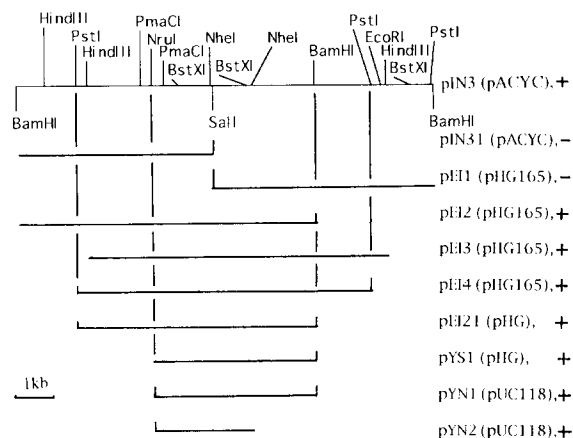 HindIII
PstI
HindIII
PmaCI
NruI
PmaCI
BstXI
NheI
BstXI
NheI
BamHI
PstI
EcoRI
HindIII
BstXI
PstI
pIN3 (pACYC), +
BamHI
SalI
BamHI
pIN31 (pACYC), −
pEI1 (pHG165), −
pEI2 (pHG165), +
pEI3 (pHG165), +
pEI4 (pHG165), +
pEI21 (pHG), +
pYS1 (pHG), +
1kb
pYN1 (pUC118), +
pYN2 (pUC118), +